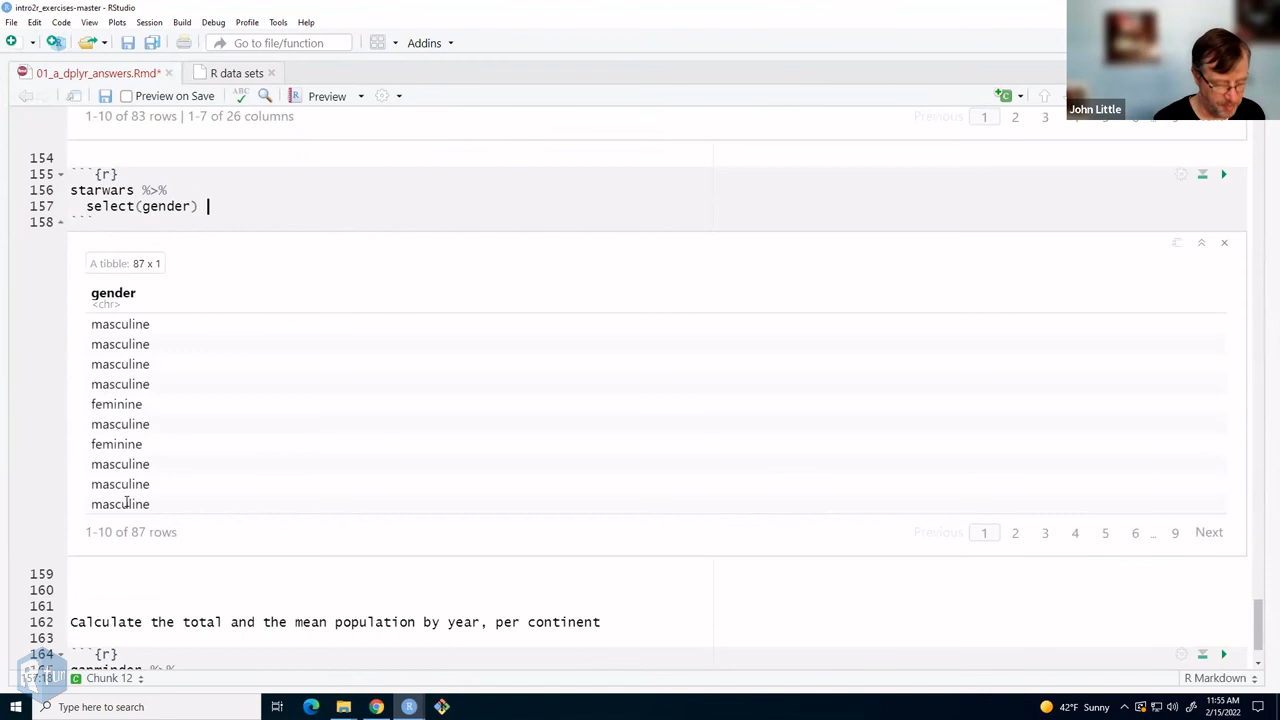 intro2r_exercises-master - RStudio
File Edit Code View Plots Session Build Debug Profile Tools Help
Go to file/function Addins
01_a_dplyr_answers.Rmd* R data sets
Preview on Save ABC Preview
John Little
1-10 of 83 rows | 1-7 of 26 columns Previous 1 2 3
154
155 ```{r}
156 starwars %>%
157 select(gender)
158 ```
A tibble: 87 x 1
gender
<chr>
masculine
masculine
masculine
masculine
feminine
masculine
feminine
masculine
masculine
masculine
1-10 of 87 rows Previous 1 2 3 4 5 6 ... 9 Next
159
160
161
162 Calculate the total and the mean population by year, per continent
163
164 ```{r}
gapminder %>%
157:18 Chunk 12 R Markdown
Type here to search 42°F Sunny 11:55 AM
2/15/2022